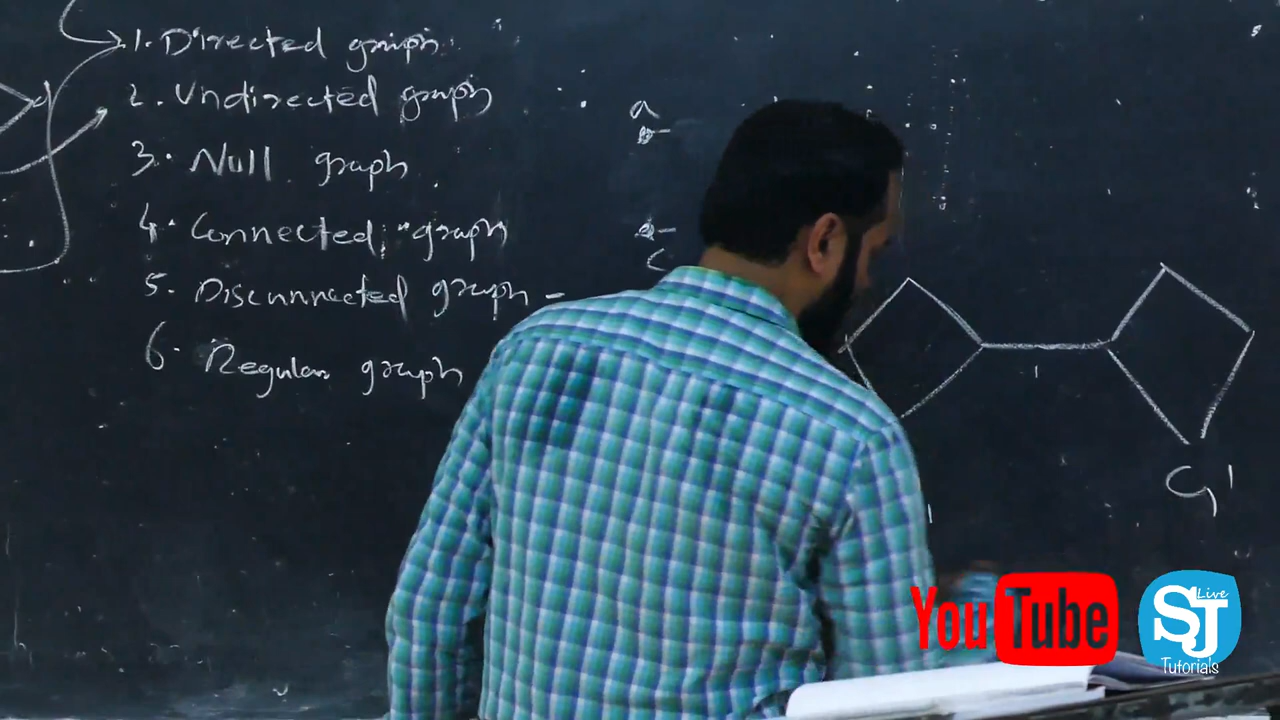 d
1. Directed graph
2. Undirected graph
3. Null graph
4. Connected graph
5. Disconnected graph -
6. Regular graph
a
c
G'
YouTube
SJ Live
Tutorials